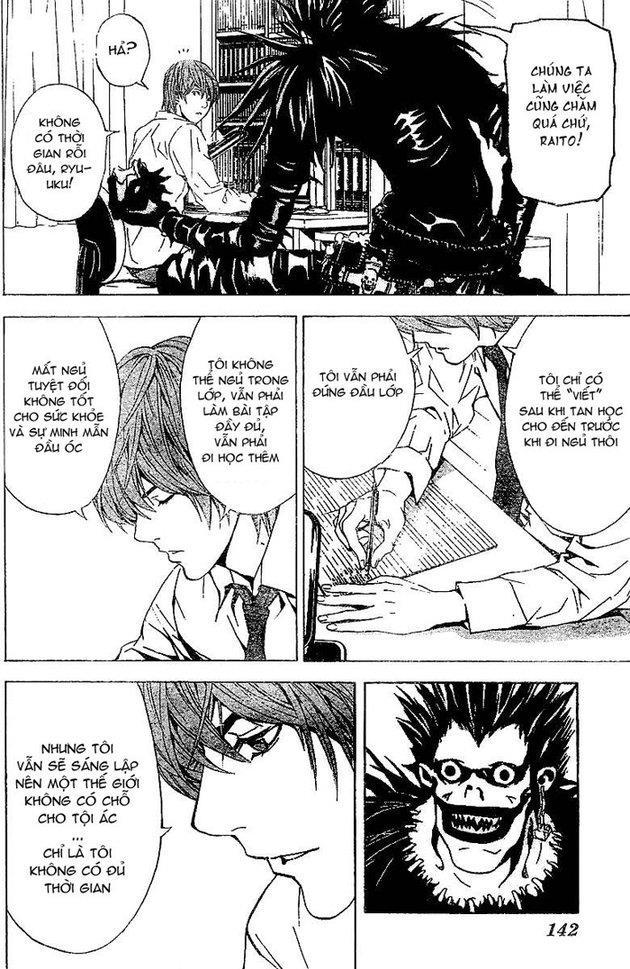 CHÚNG TA
LÀM VIỆC
CŨNG CHĂM
QUÁ CHỨ,
RAITO!
HẢ?
KHÔNG
CÓ THỜI
GIAN RỖI
ĐÂU, RYU-
UKU!
TÔI CHỈ CÓ
THỂ "VIẾT"
SAU KHI TAN HỌC
CHO ĐẾN TRƯỚC
KHI ĐI NGỦ THÔI
TÔI VẪN PHẢI
ĐỨNG ĐẦU LỚP
TÔI KHÔNG
THỂ NGỦ TRONG
LỚP, VẪN PHẢI
LÀM BÀI TẬP
ĐẦY ĐỦ,
VẪN PHẢI
ĐI HỌC THÊM
MẤT NGỦ
TUYỆT ĐỐI
KHÔNG TỐT
CHO SỨC KHỎE
VÀ SỰ MINH MẪN
ĐẦU ÓC
NHƯNG TÔI
VẪN SẼ SÁNG LẬP
NÊN MỘT THẾ GIỚI
KHÔNG CÓ CHỖ
CHO TỘI ÁC
...
CHỈ LÀ TÔI
KHÔNG CÓ ĐỦ
THỜI GIAN
142